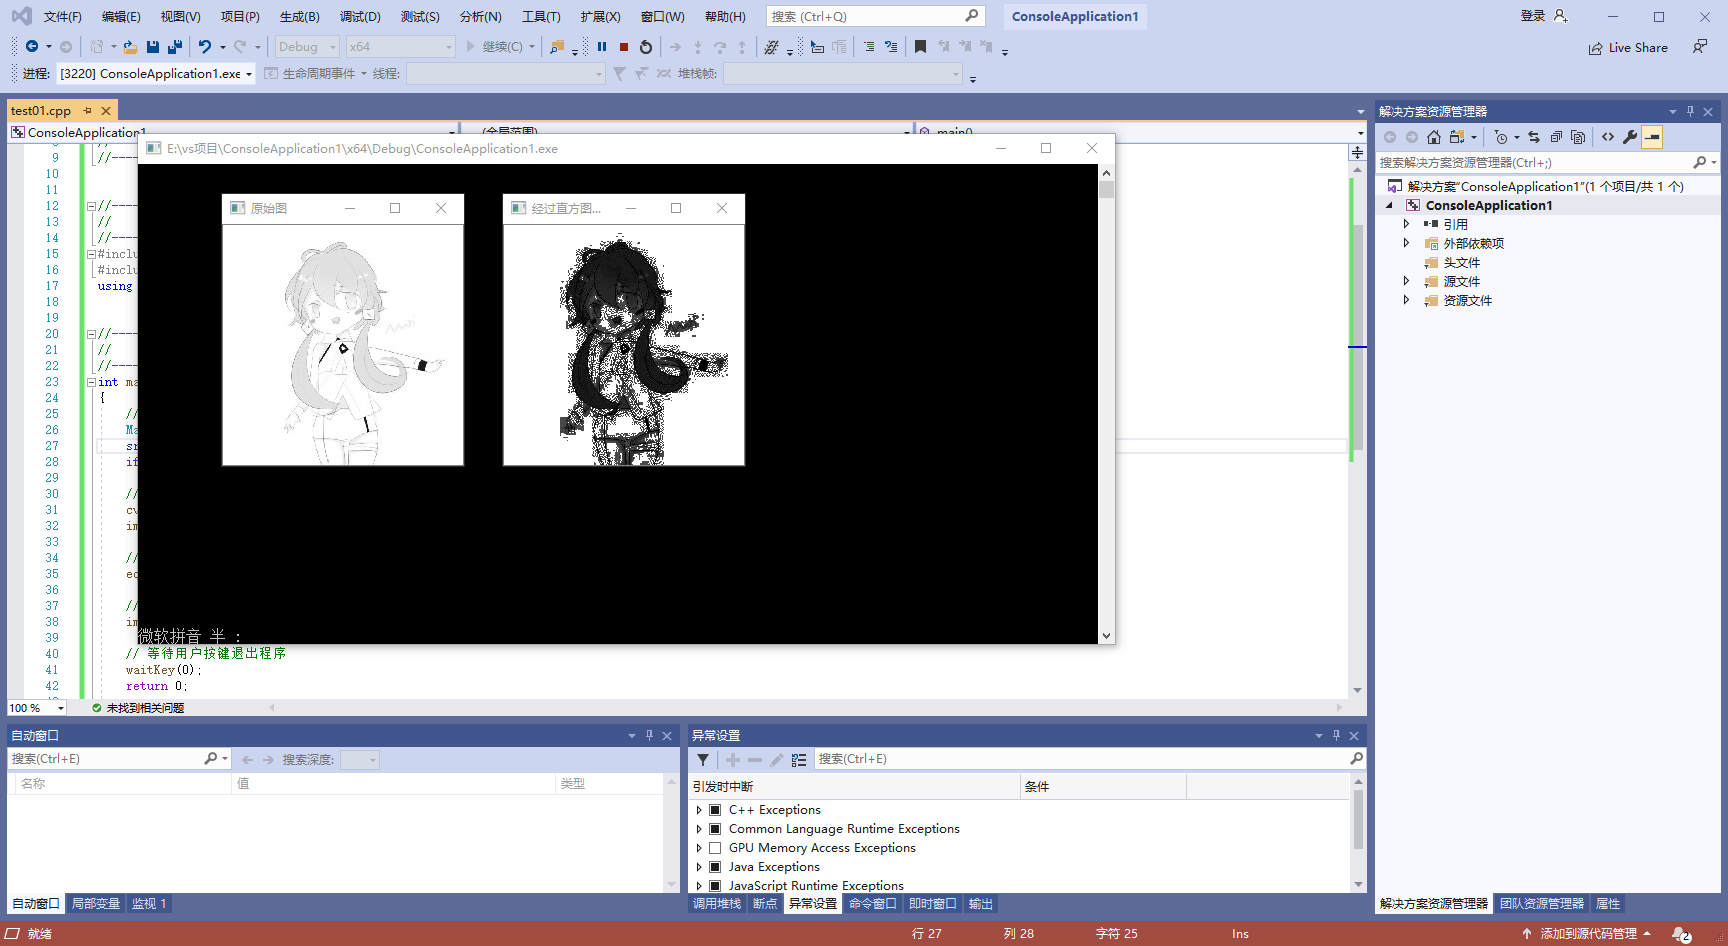 文件(F) 编辑(E) 视图(V) 项目(P) 生成(B) 调试(D) 测试(S) 分析(N) 工具(T) 扩展(X) 窗口(W) 帮助(H) 搜索 (Ctrl+Q) ConsoleApplication1 登录
Debug x64 继续(C) Live Share
进程: [3220] ConsoleApplication1.exe 生命周期事件 线程: 堆栈帧:
test01.cpp
ConsoleApplication1 (全局范围) main()
E:\vs项目\ConsoleApplication1\x64\Debug\ConsoleApplication1.exe
原始图 经过直方图...
9 //----
10
11
12 //----
13 //
14 //----
15 #inclu
16 #inclu
17 using
18
19
20 //----
21 //
22 //----
23 int ma
24 {
25 //
26 Ma
27 sr
28 if
29
30 //
31 cv
32 im
33
34 //
35 eq
36
37 //
38 im
39
微软拼音 半 :
40 // 等待用户按键退出程序
41 waitKey(0);
42 return 0;
100 % 未找到相关问题
解决方案资源管理器
搜索解决方案资源管理器(Ctrl+;)
解决方案"ConsoleApplication1"(1 个项目/共 1 个)
ConsoleApplication1
引用
外部依赖项
头文件
源文件
资源文件
自动窗口
搜索(Ctrl+E) 搜索深度:
名称 值 类型
自动窗口 局部变量 监视 1
异常设置
搜索(Ctrl+E)
引发时中断 条件
C++ Exceptions
Common Language Runtime Exceptions
GPU Memory Access Exceptions
Java Exceptions
JavaScript Runtime Exceptions
调用堆栈 断点 异常设置 命令窗口 即时窗口 输出
解决方案资源管理器 团队资源管理器 属性
就绪 行 27 列 28 字符 25 Ins 添加到源代码管理 2